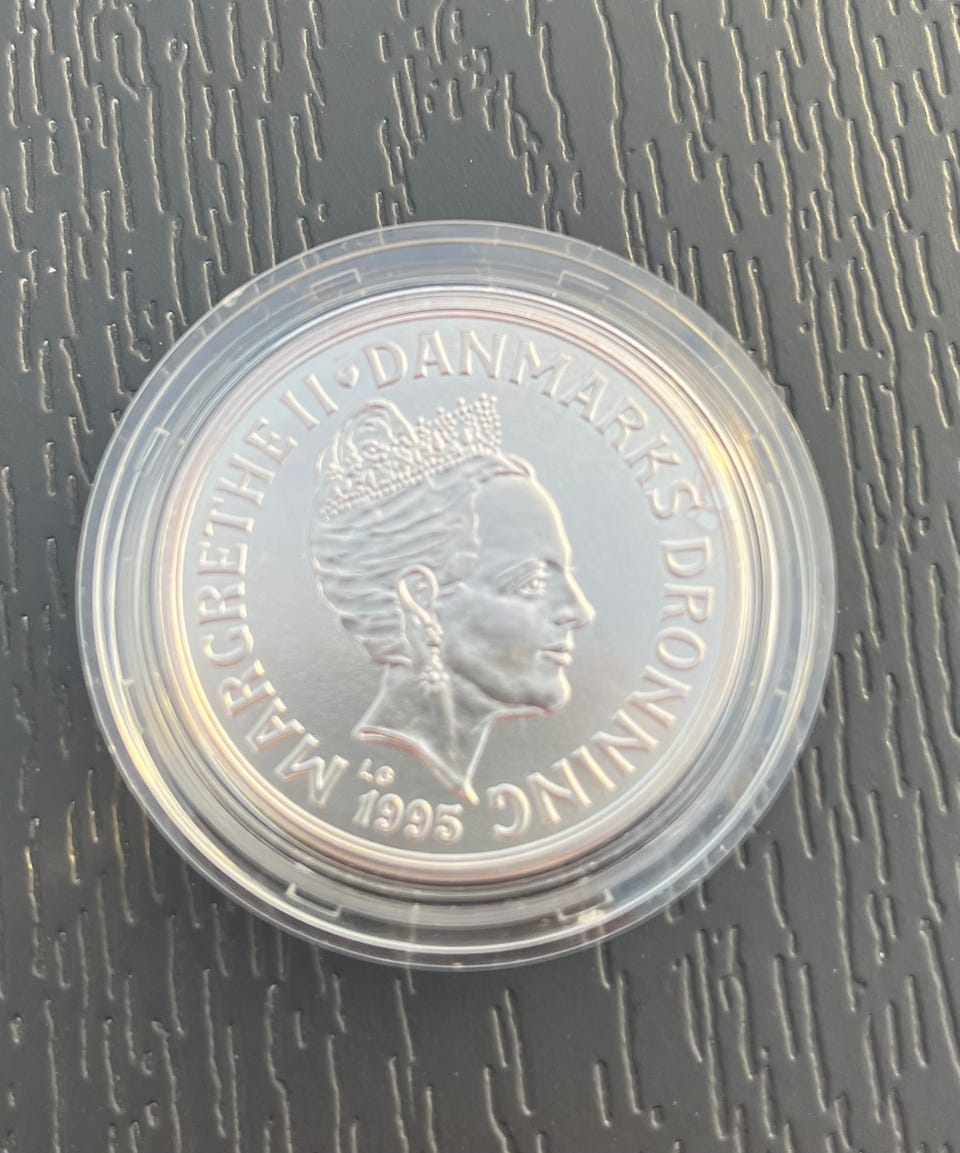 MARGRETHE II ♥ DANMARKS DRONNING
LG
1995